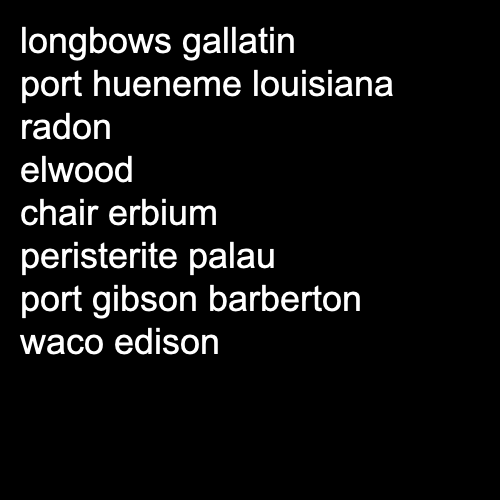 longbows gallatin
port hueneme louisiana
radon
elwood
chair erbium
peristerite palau
port gibson barberton
waco edison